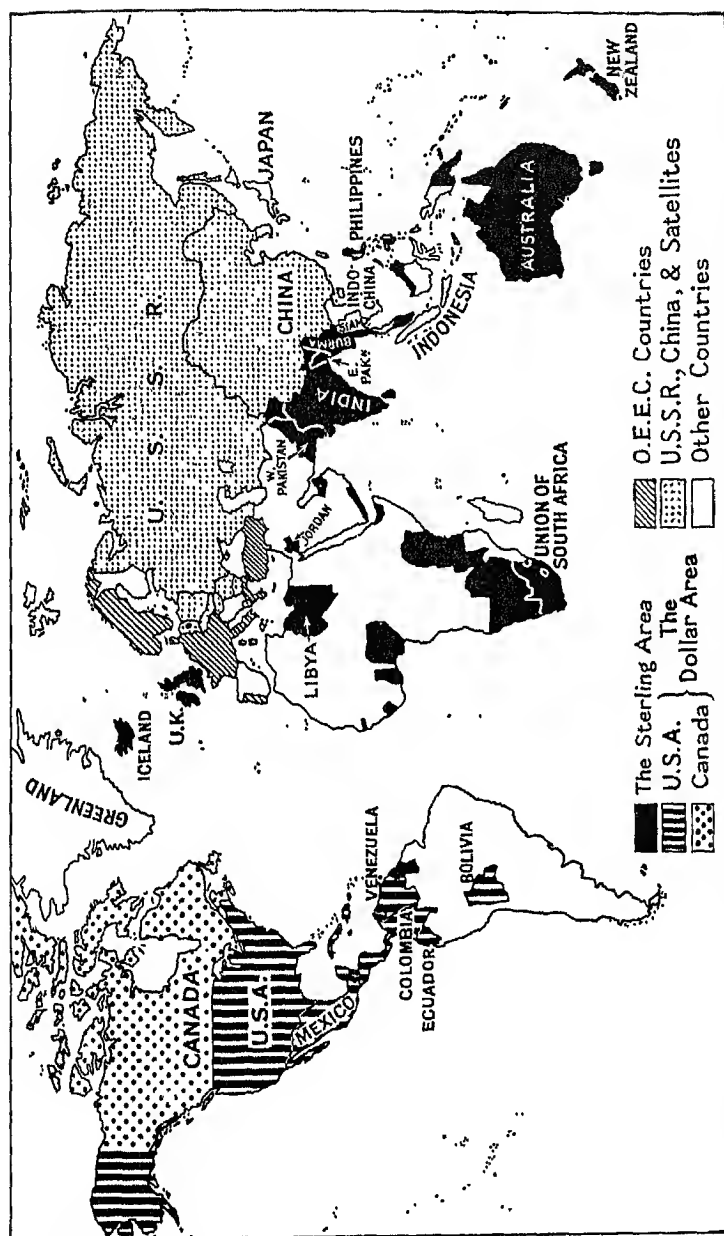 GREENLAND
ICELAND
U.K.
CANADA
U.S.A.
MEXICO
VENEZUELA
COLOMBIA
ECUADOR
BOLIVIA
U. S. S. R
CHINA
JAPAN
PHILIPPINES
INDO-
CHINA
SIAM
BURMA
E.
PAK.
INDIA
W.
PAKISTAN
JORDAN
LIBYA
INDONESIA
UNION OF
SOUTH AFRICA
AUSTRALIA
NEW
ZEALAND
The Sterling Area
U.S.A. } The
Canada } Dollar Area
O.E.E.C. Countries
U.S.S.R., China, & Satellites
Other Countries